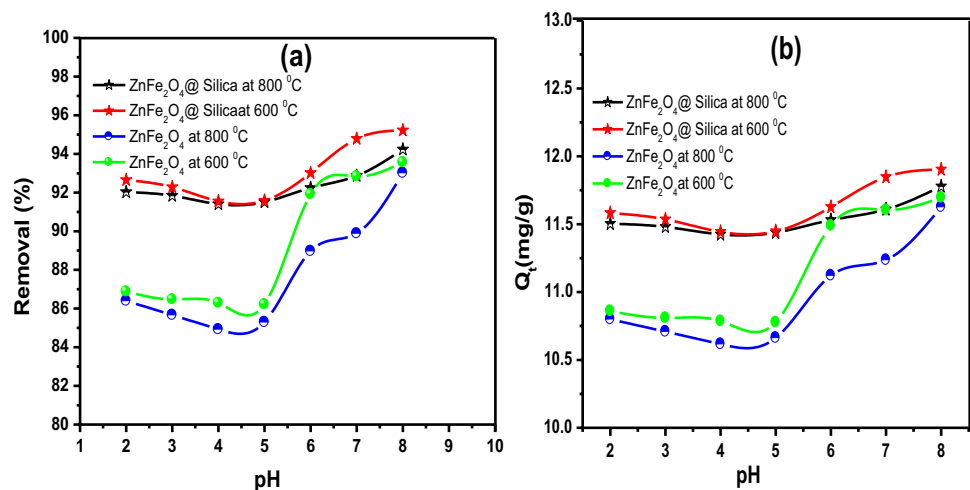 (a)
ZnFe₂O₄@ Silica at 800 ⁰C
ZnFe₂O₄@ Silicaat 600 ⁰C
ZnFe₂O₄ at 800 ⁰C
ZnFe₂O₄ at 600 ⁰C
Removal (%)
100
98
96
94
92
90
88
86
84
82
80
1 2 3 4 5 6 7 8 9 10
pH
(b)
ZnFe₂O₄@ Silica at 800 ⁰C
ZnFe₂O₄@ Silica at 600 ⁰C
ZnFe₂O₄at 800 ⁰C
ZnFe₂O₄at 600 ⁰C
Qₜ(mg/g)
13.0
12.5
12.0
11.5
11.0
10.5
10.0
2 3 4 5 6 7 8
pH